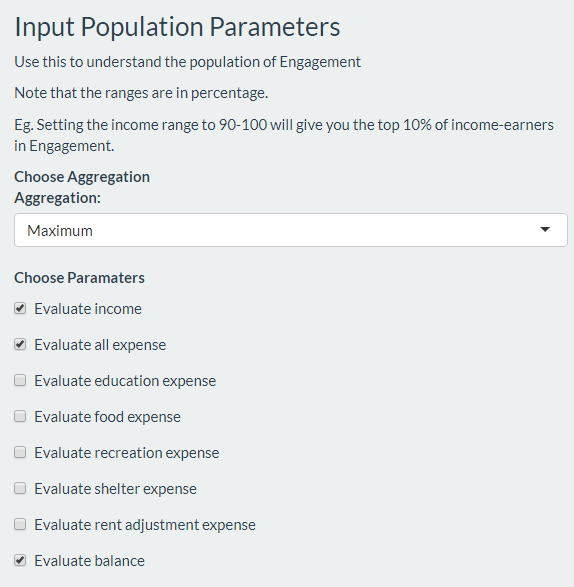 Input Population Parameters
Use this to understand the population of Engagement
Note that the ranges are in percentage.
Eg. Setting the income range to 90-100 will give you the top 10% of income-earners
in Engagement.
Choose Aggregation
Aggregation:
Maximum
Choose Paramaters
Evaluate income
Evaluate all expense
Evaluate education expense
Evaluate food expense
Evaluate recreation expense
Evaluate shelter expense
Evaluate rent adjustment expense
Evaluate balance